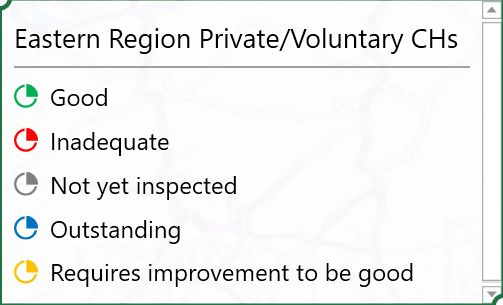 Eastern Region Private/Voluntary CHs
Good
Inadequate
Not yet inspected
Outstanding
Requires improvement to be good